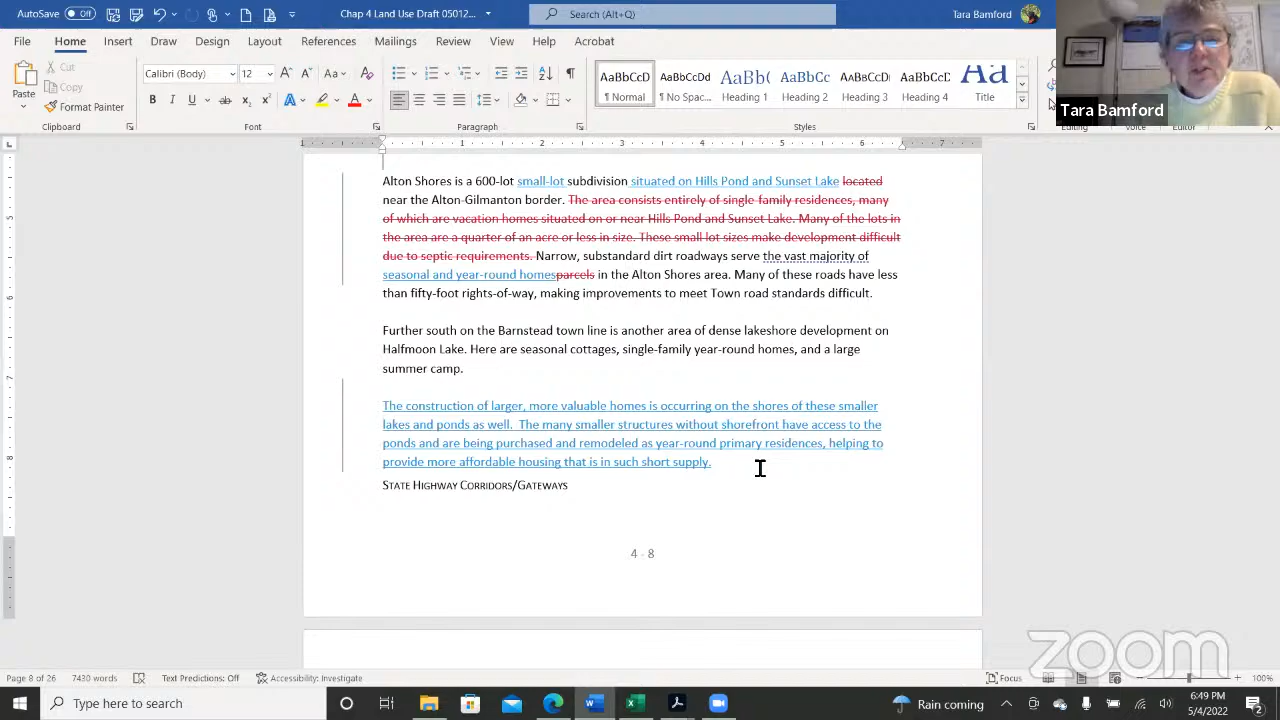 Chap 4 Current 0512… Search (Alt+Q) Tara Bamford
File Home Insert Draw Design Layout References Mailings Review View Help Acrobat
Cut
Copy
Format Painter
Paste
Calibri (Body) 12
AaBbCcD AaBbCcDd AaBbC AaBbCc AaBbCcD AaBbCcD Aa
¶ Normal ¶ No Spac... Heading 1 Heading 2 Heading 3 Heading 4 Title
Clipboard Font Paragraph Styles Editing Voice Editor
Tara Bamford
Alton Shores is a 600-lot small-lot subdivision situated on Hills Pond and Sunset Lake located
near the Alton-Gilmanton border. The area consists entirely of single-family residences, many
of which are vacation homes situated on or near Hills Pond and Sunset Lake. Many of the lots in
the area are a quarter of an acre or less in size. These small lot sizes make development difficult
due to septic requirements. Narrow, substandard dirt roadways serve the vast majority of
seasonal and year-round homesparcels in the Alton Shores area. Many of these roads have less
than fifty-foot rights-of-way, making improvements to meet Town road standards difficult.
Further south on the Barnstead town line is another area of dense lakeshore development on
Halfmoon Lake. Here are seasonal cottages, single-family year-round homes, and a large
summer camp.
The construction of larger, more valuable homes is occurring on the shores of these smaller
lakes and ponds as well. The many smaller structures without shorefront have access to the
ponds and are being purchased and remodeled as year-round primary residences, helping to
provide more affordable housing that is in such short supply.
State Highway Corridors/Gateways
4 - 8
zoom
Page 8 of 26 7430 words Text Predictions: Off Accessibility: Investigate Focus 100%
Type here to search Rain coming 6:49 PM
5/4/2022